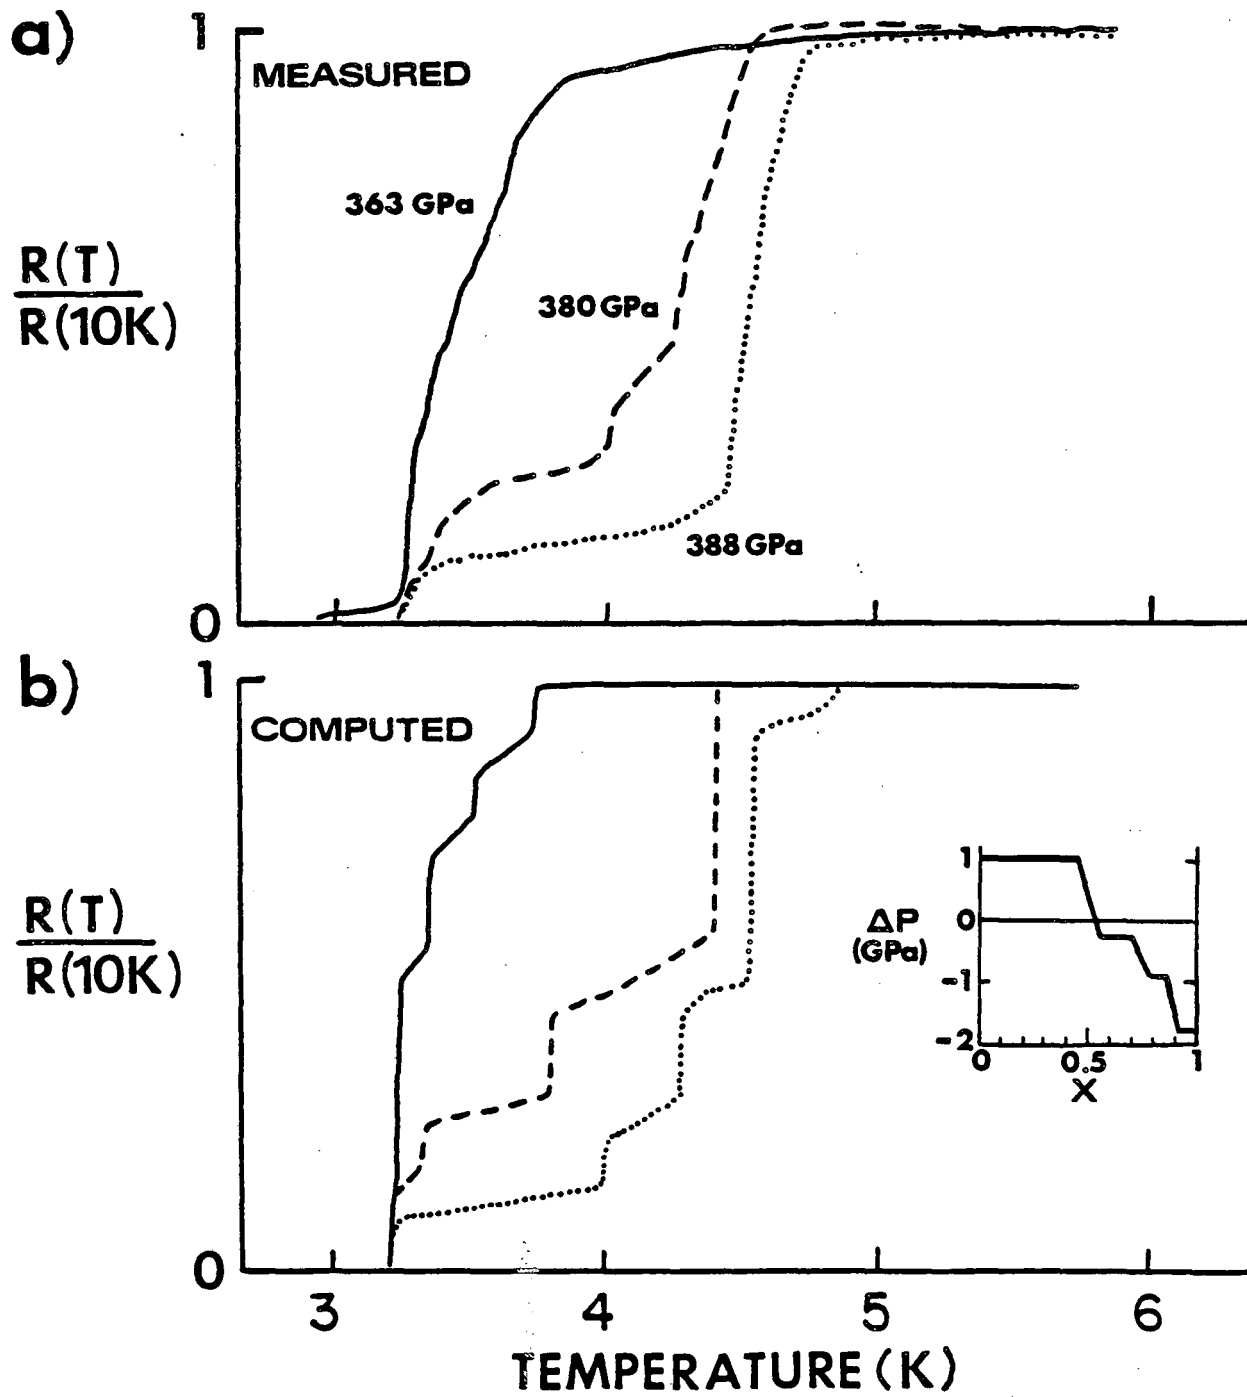 a)
1
MEASURED
363 GPa
R(T)
R(10K)
380 GPa
388 GPa
0
b)
1
COMPUTED
R(T)
R(10K)
ΔP
(GPa)
1
0
-1
-2
0
0.5
1
X
0
3
4
5
6
TEMPERATURE (K)